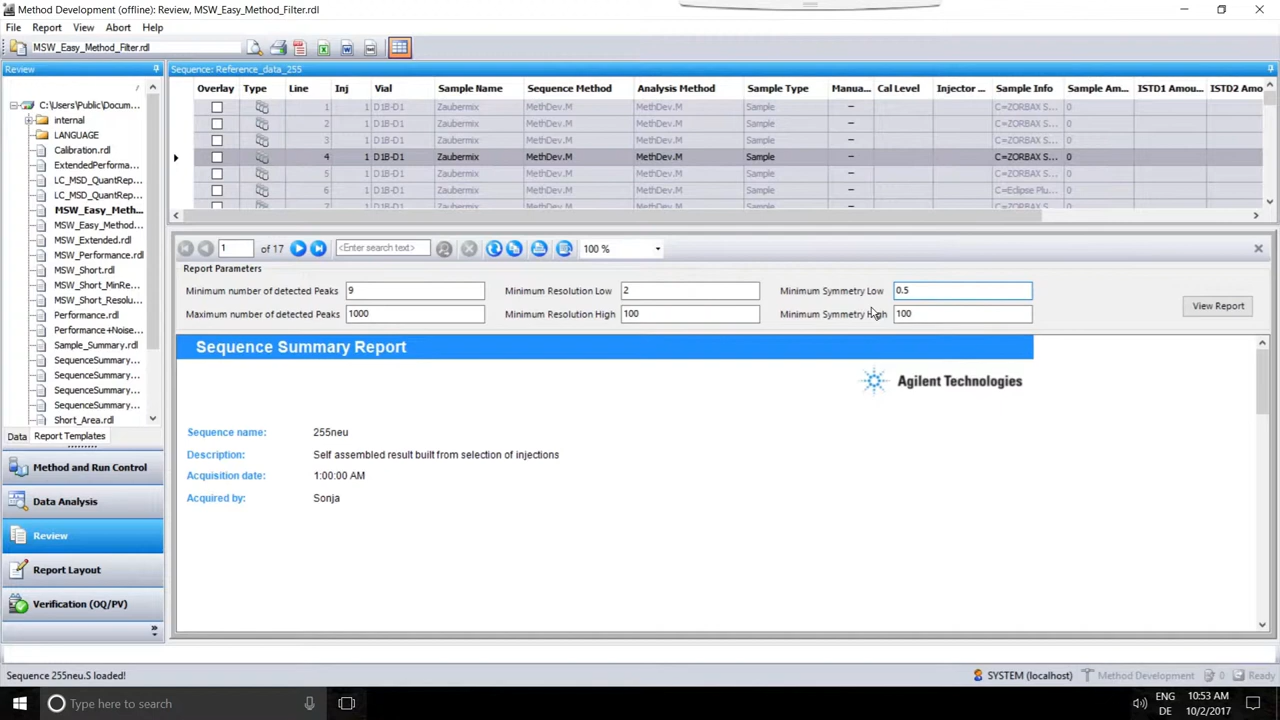 Method Development (offline): Review, MSW_Easy_Method_Filter.rdl
File Report View Abort Help
MSW_Easy_Method_Filter.rdl
Review
Sequence: Reference_data_255
Overlay Type Line Inj Vial Sample Name Sequence Method Analysis Method Sample Type Manua... Cal Level Injector ... Sample Info Sample Am... ISTD1 Amou... ISTD2 Amo
1 1 D1B-D1 Zaubermix MethDev.M MethDev.M Sample – C=ZORBAX S... 0
2 1 D1B-D1 Zaubermix MethDev.M MethDev.M Sample – C=ZORBAX S... 0
3 1 D1B-D1 Zaubermix MethDev.M MethDev.M Sample – C=ZORBAX S... 0
4 1 D1B-D1 Zaubermix MethDev.M MethDev.M Sample – C=ZORBAX S... 0
5 1 D1B-D1 Zaubermix MethDev.M MethDev.M Sample – C=ZORBAX S... 0
6 1 D1B-D1 Zaubermix MethDev.M MethDev.M Sample – C=Eclipse Plu... 0
7 1 D1B-D1 Zaubermix MethDev.M MethDev.M Sample – C=ZORBAX S... 0
C:\Users\Public\Docum...
internal
LANGUAGE
Calibration.rdl
ExtendedPerforma...
LC_MSD_QuantRep...
LC_MSD_QuantRep...
MSW_Easy_Meth...
MSW_Easy_Method...
MSW_Extended.rdl
MSW_Performance.rdl
MSW_Short.rdl
MSW_Short_MinRe...
MSW_Short_Resolu...
Performance.rdl
Performance+Noise...
Sample_Summary.rdl
SequenceSummary...
SequenceSummary...
SequenceSummary...
SequenceSummary...
Short_Area.rdl
Data Report Templates
Method and Run Control
Data Analysis
Review
Report Layout
Verification (OQ/PV)
1 of 17 <Enter search text> 100 %
Report Parameters
Minimum number of detected Peaks 9 Minimum Resolution Low 2 Minimum Symmetry Low 0.5
Maximum number of detected Peaks 1000 Minimum Resolution High 100 Minimum Symmetry High 100
View Report
Sequence Summary Report
Agilent Technologies
Sequence name: 255neu
Description: Self assembled result built from selection of injections
Acquisition date: 1:00:00 AM
Acquired by: Sonja
Sequence 255neu.S loaded!
SYSTEM (localhost) Method Development 0 Ready
Type here to search
ENG
DE
10:53 AM
10/2/2017